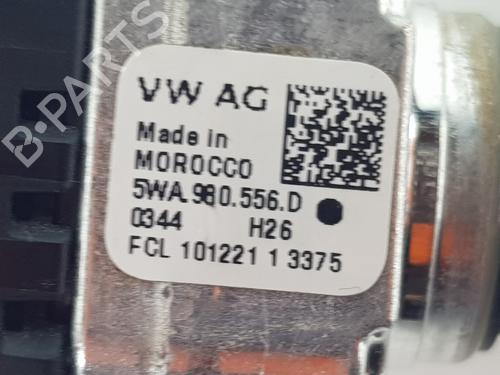 B-PARTS
VW AG
Made in
MOROCCO
5WA.980.556.D
0344 H26
FCL 101221 1 3375